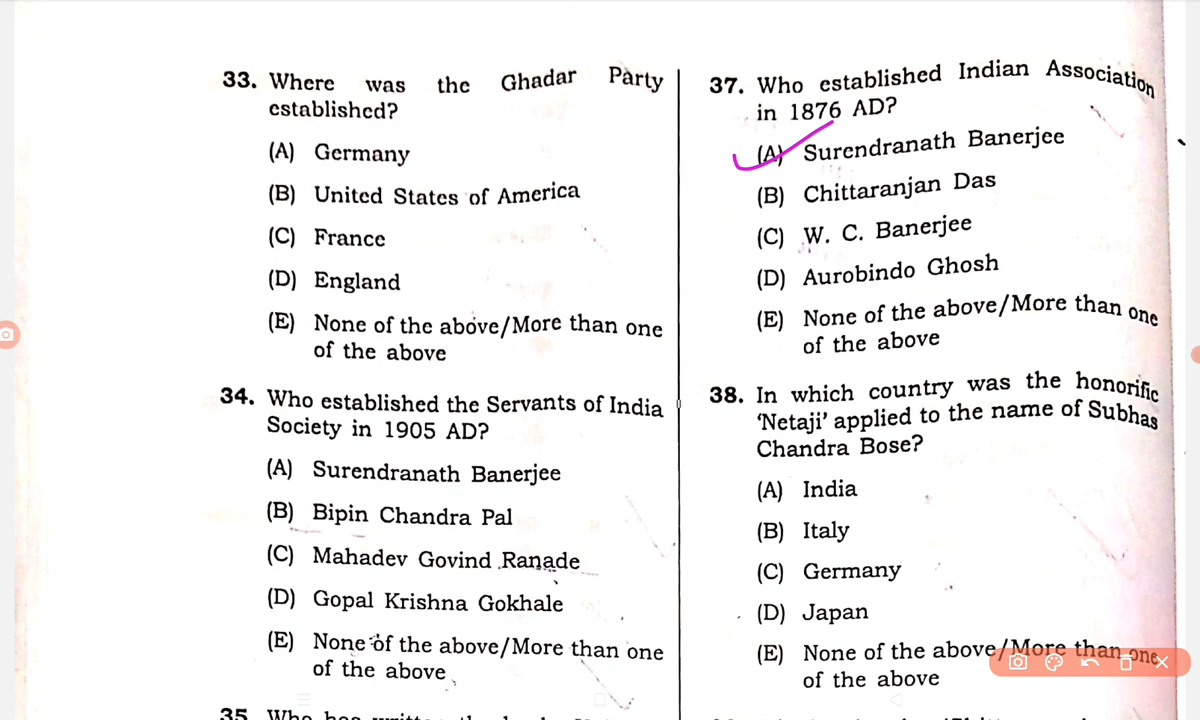 33. Where was the Ghadar Party
established?
(A) Germany
(B) United States of America
(C) France
(D) England
(E) None of the above/More than one
of the above
34. Who established the Servants of India
Society in 1905 AD?
(A) Surendranath Banerjee
(B) Bipin Chandra Pal
(C) Mahadev Govind Ranade
(D) Gopal Krishna Gokhale
(E) None of the above/More than one
of the above
35
37. Who established Indian Association
in 1876 AD?
(A) Surendranath Banerjee
(B) Chittaranjan Das
(C) W. C. Banerjee
(D) Aurobindo Ghosh
(E) None of the above/More than one
of the above
38. In which country was the honorific
‘Netaji’ applied to the name of Subhas
Chandra Bose?
(A) India
(B) Italy
(C) Germany
(D) Japan
(E) None of the above/More than one
of the above